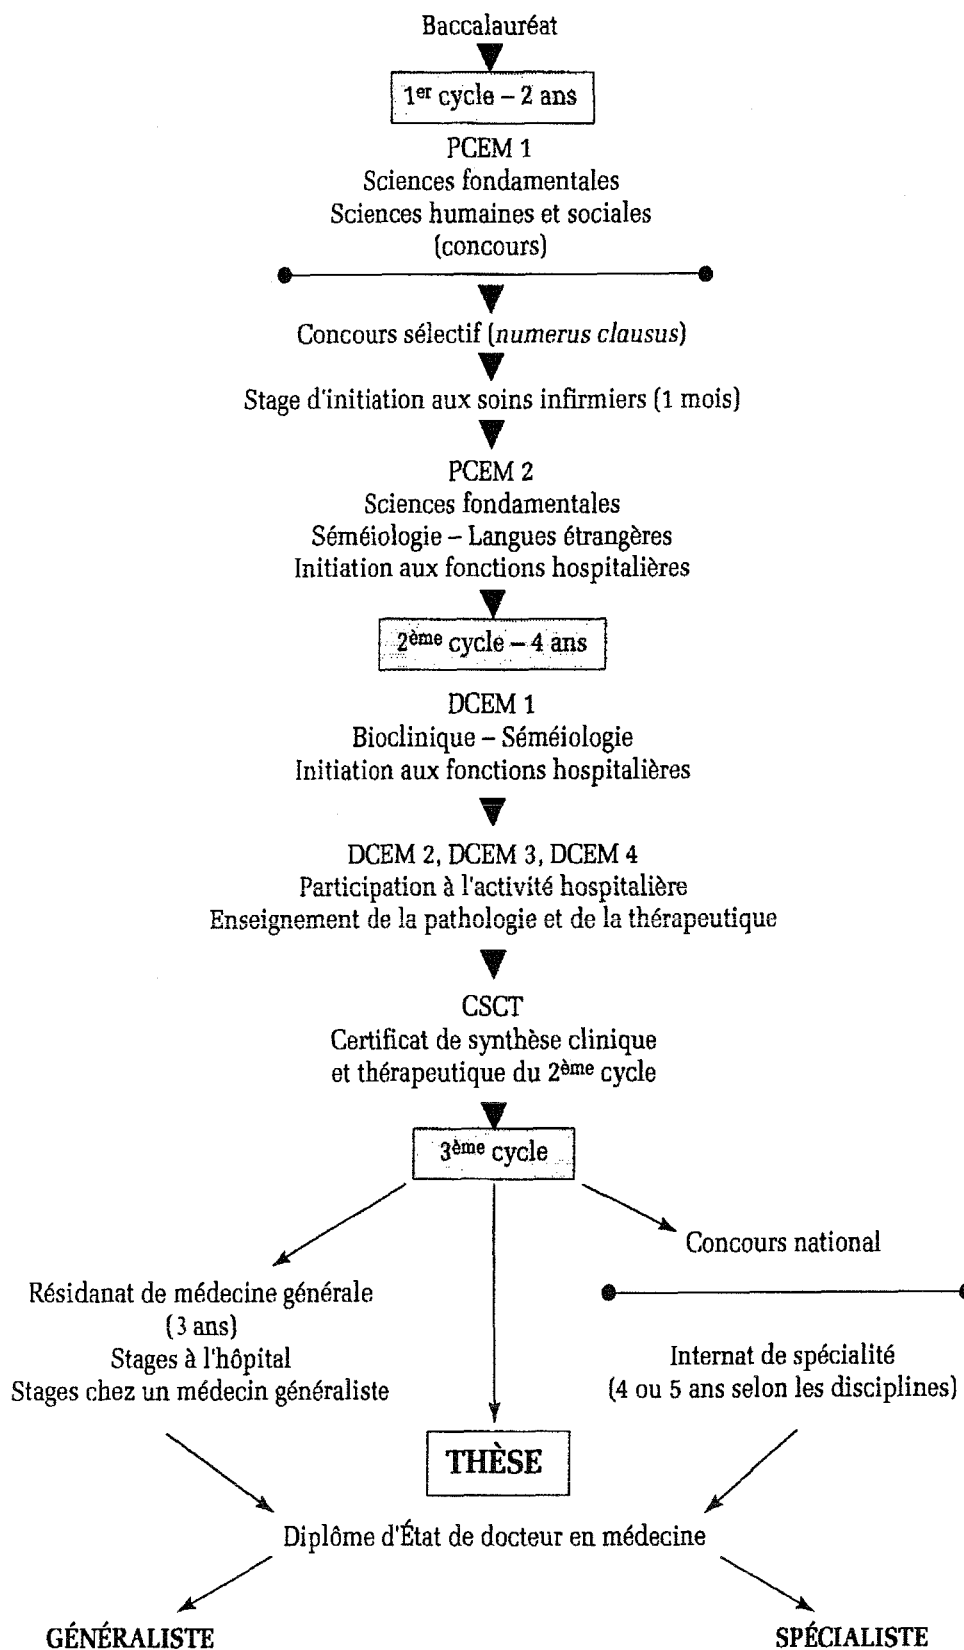 Baccalauréat
1er cycle – 2 ans
PCEM 1
Sciences fondamentales
Sciences humaines et sociales
(concours)
Concours sélectif (numerus clausus)
Stage d'initiation aux soins infirmiers (1 mois)
PCEM 2
Sciences fondamentales
Séméiologie – Langues étrangères
Initiation aux fonctions hospitalières
2ème cycle – 4 ans
DCEM 1
Bioclinique – Séméiologie
Initiation aux fonctions hospitalières
DCEM 2, DCEM 3, DCEM 4
Participation à l'activité hospitalière
Enseignement de la pathologie et de la thérapeutique
CSCT
Certificat de synthèse clinique
et thérapeutique du 2ème cycle
3ème cycle
Concours national
Résidanat de médecine générale
(3 ans)
Stages à l'hôpital
Stages chez un médecin généraliste
Internat de spécialité
(4 ou 5 ans selon les disciplines)
THÈSE
Diplôme d'État de docteur en médecine
GÉNÉRALISTE
SPÉCIALISTE